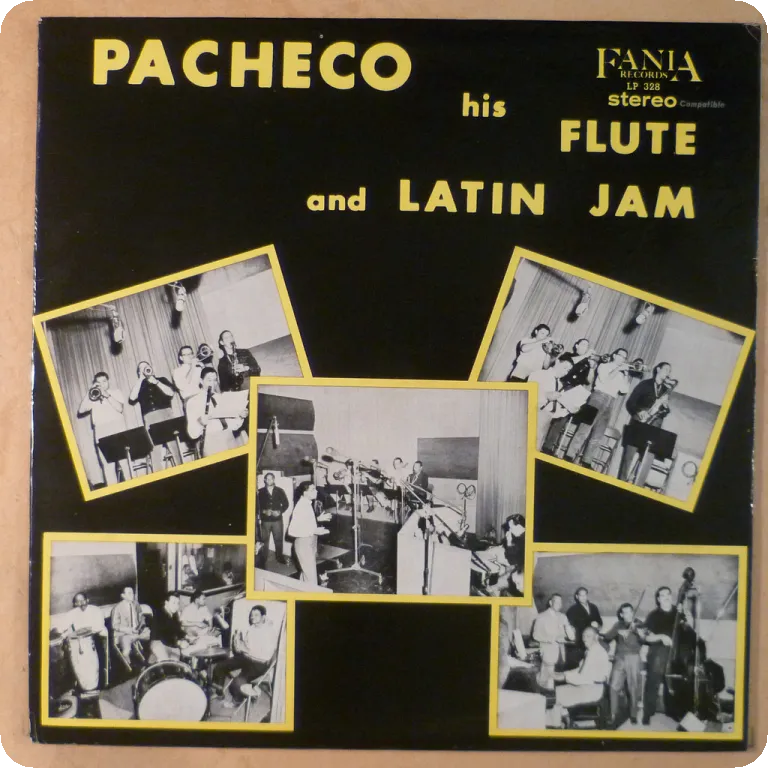 PACHECO
FANIA
RECORDS
LP 328
stereo Compatible
his
FLUTE
and LATIN JAM